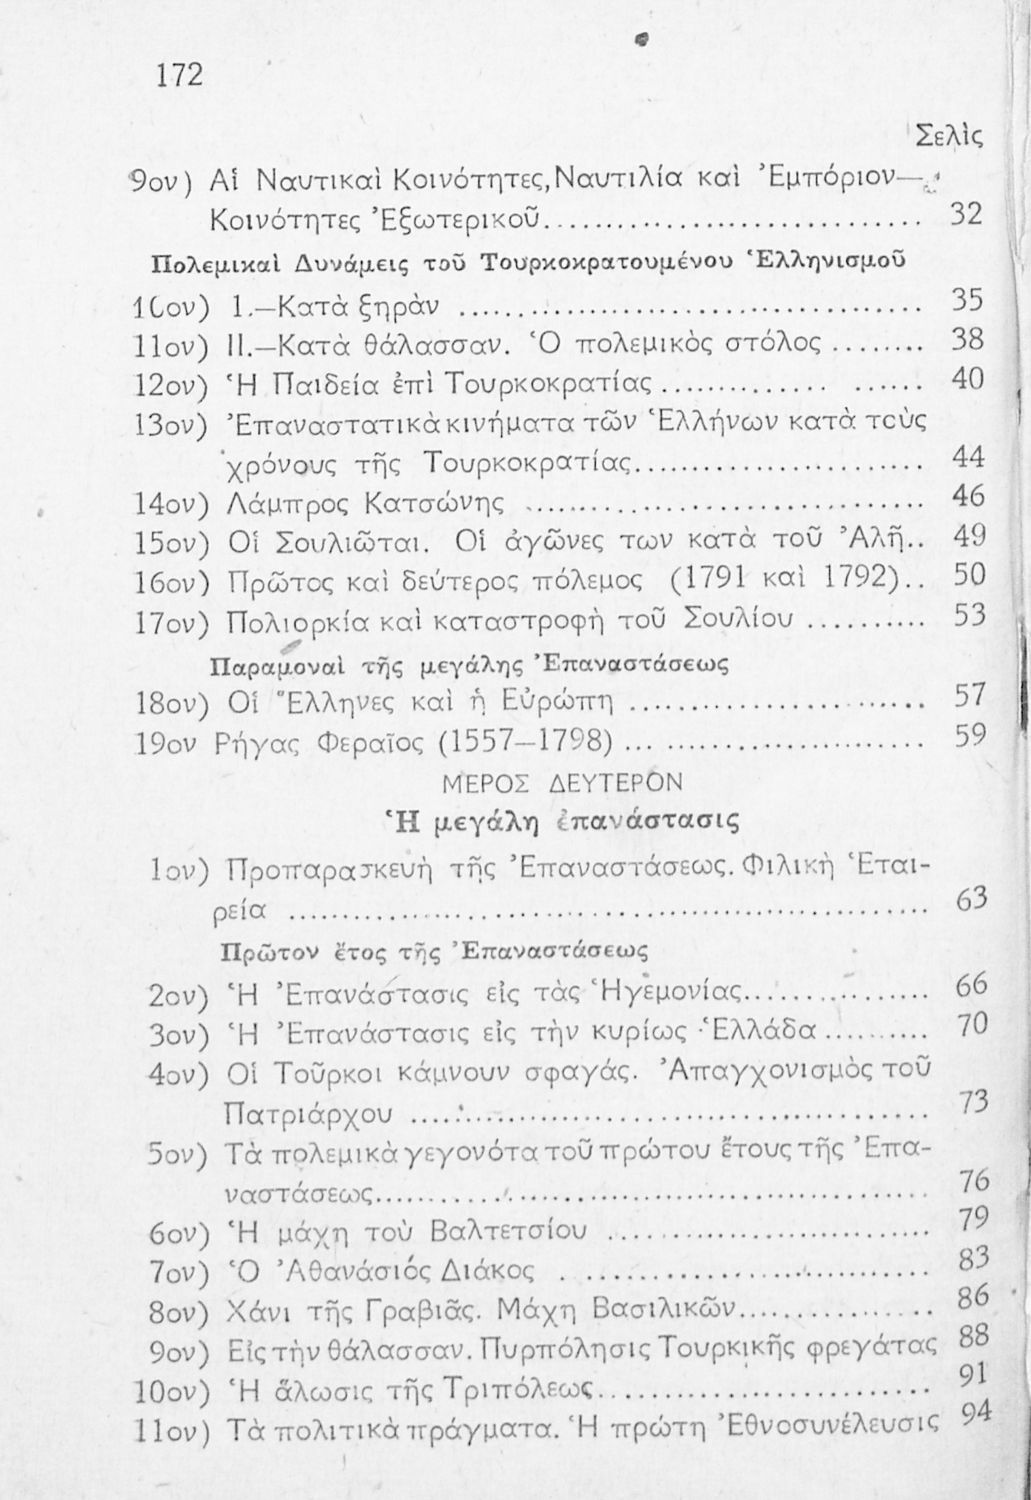 172
Σελὶς
9ον) Αἱ Ναυτικαὶ Κοινότητες, Ναυτιλία καὶ Ἐμπόριον—
Κοινότητες Ἐξωτερικοῦ.............................. 32
Πολεμικαὶ Δυνάμεις τοῦ Τουρκοκρατουμένου Ἑλληνισμοῦ
10ον) Ι.—Κατὰ ξηρὰν ...................................... 35
11ον) ΙΙ.—Κατὰ θάλασσαν. Ὁ πολεμικὸς στόλος ........ 38
12ον) Ἡ Παιδεία ἐπὶ Τουρκοκρατίας ...................... 40
13ον) Ἐπαναστατικὰ κινήματα τῶν Ἑλλήνων κατὰ τοὺς
χρόνους τῆς Τουρκοκρατίας........................ 44
14ον) Λάμπρος Κατσώνης .................................. 46
15ον) Οἱ Σουλιῶται. Οἱ ἀγῶνες των κατὰ τοῦ Ἀλῆ.. 49
16ον) Πρῶτος καὶ δεύτερος πόλεμος (1791 καὶ 1792).. 50
17ον) Πολιορκία καὶ καταστροφὴ τοῦ Σουλίου .......... 53
Παραμοναὶ τῆς μεγάλης Ἐπαναστάσεως
18ον) Οἱ Ἕλληνες καὶ ἡ Εὐρώπη ......................... 57
19ον Ρήγας Φεραῖος (1557—1798) ......................... 59
ΜΕΡΟΣ ΔΕΥΤΕΡΟΝ
Ἡ μεγάλη ἐπανάστασις
1ον) Προπαρασκευὴ τῆς Ἐπαναστάσεως. Φιλικὴ Ἑται-
ρεία .................................................... 63
Πρῶτον ἔτος τῆς Ἐπαναστάσεως
2ον) Ἡ Ἐπανάστασις εἰς τὰς Ἡγεμονίας................ 66
3ον) Ἡ Ἐπανάστασις εἰς τὴν κυρίως Ἑλλάδα .......... 70
4ον) Οἱ Τοῦρκοι κάμνουν σφαγάς. Ἀπαγχονισμὸς τοῦ
Πατριάρχου ........................................... 73
5ον) Τὰ πολεμικὰ γεγονότα τοῦ πρώτου ἔτους τῆς Ἐπα-
ναστάσεως............................................. 76
6ον) Ἡ μάχη τοὺ Βαλτετσίου ............................ 79
7ον) Ὁ Ἀθανάσιός Διάκος ............................... 83
8ον) Χάνι τῆς Γραβιᾶς. Μάχη Βασιλικῶν................ 86
9ον) Εἰς τὴν θάλασσαν. Πυρπόλησις Τουρκικῆς φρεγάτας 88
10ον) Ἡ ἅλωσις τῆς Τριπόλεως............................ 91
11ον) Τὰ πολιτικὰ πράγματα. Ἡ πρώτη Ἐθνοσυνέλευσις 94